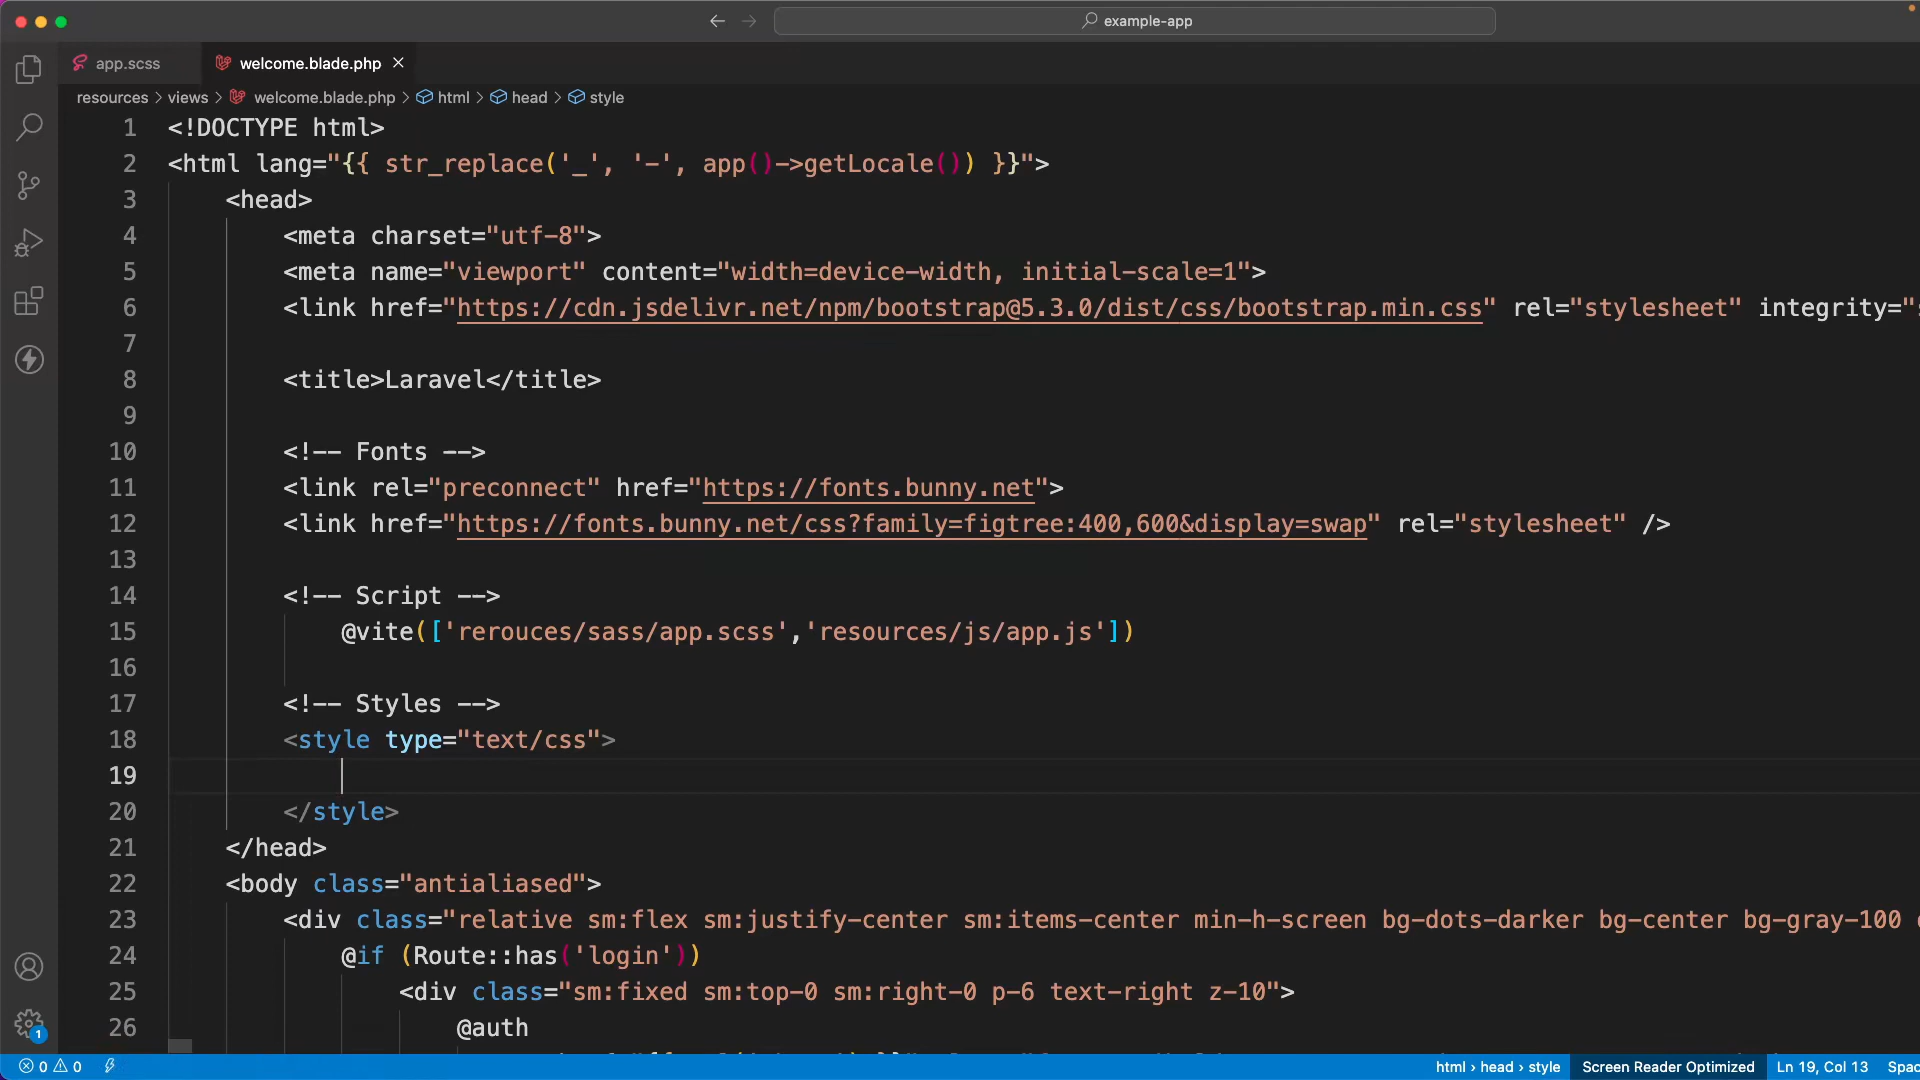 example-app
app.scss
welcome.blade.php
resources > views > welcome.blade.php > html > head > style
1 <!DOCTYPE html>
2 <html lang="{{ str_replace('_', '-', app()->getLocale()) }}">
3 <head>
4 <meta charset="utf-8">
5 <meta name="viewport" content="width=device-width, initial-scale=1">
6 <link href="https://cdn.jsdelivr.net/npm/bootstrap@5.3.0/dist/css/bootstrap.min.css" rel="stylesheet" integrity="
7
8 <title>Laravel</title>
9
10 <!-- Fonts -->
11 <link rel="preconnect" href="https://fonts.bunny.net">
12 <link href="https://fonts.bunny.net/css?family=figtree:400,600&display=swap" rel="stylesheet" />
13
14 <!-- Script -->
15 @vite(['rerouces/sass/app.scss','resources/js/app.js'])
16
17 <!-- Styles -->
18 <style type="text/css">
19
20 </style>
21 </head>
22 <body class="antialiased">
23 <div class="relative sm:flex sm:justify-center sm:items-center min-h-screen bg-dots-darker bg-center bg-gray-100
24 @if (Route::has('login'))
25 <div class="sm:fixed sm:top-0 sm:right-0 p-6 text-right z-10">
26 @auth
1
0 0 html > head > style Screen Reader Optimized Ln 19, Col 13 Spac